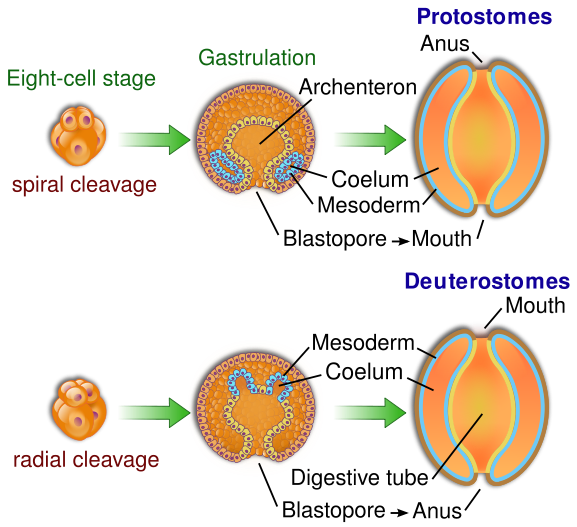 Protostomes
Anus
Gastrulation
Eight-cell stage
Archenteron
spiral cleavage
Coelum
Mesoderm
Blastopore → Mouth
Deuterostomes
Mouth
Mesoderm
Coelum
radial cleavage
Digestive tube
Blastopore → Anus